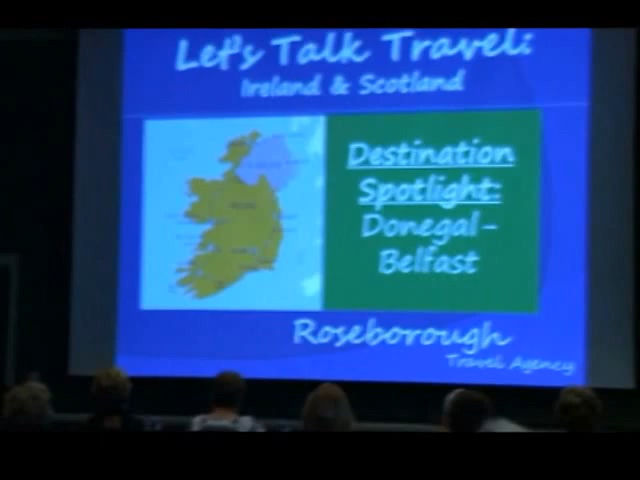 Let's Talk Travel:
Ireland & Scotland
Destination
Spotlight:
Donegal-
Belfast
Roseborough
Travel Agency